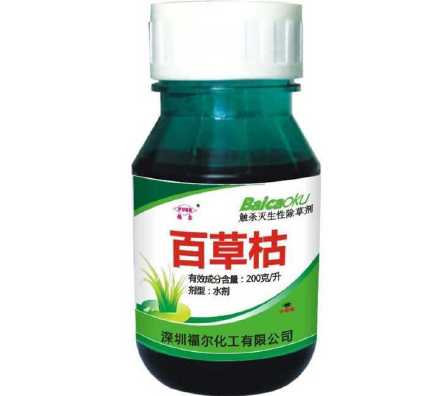 Baicaoku
触杀灭生性除草剂
百草枯
有效成分含量：200克/升
剂型：水剂
深圳福尔化工有限公司